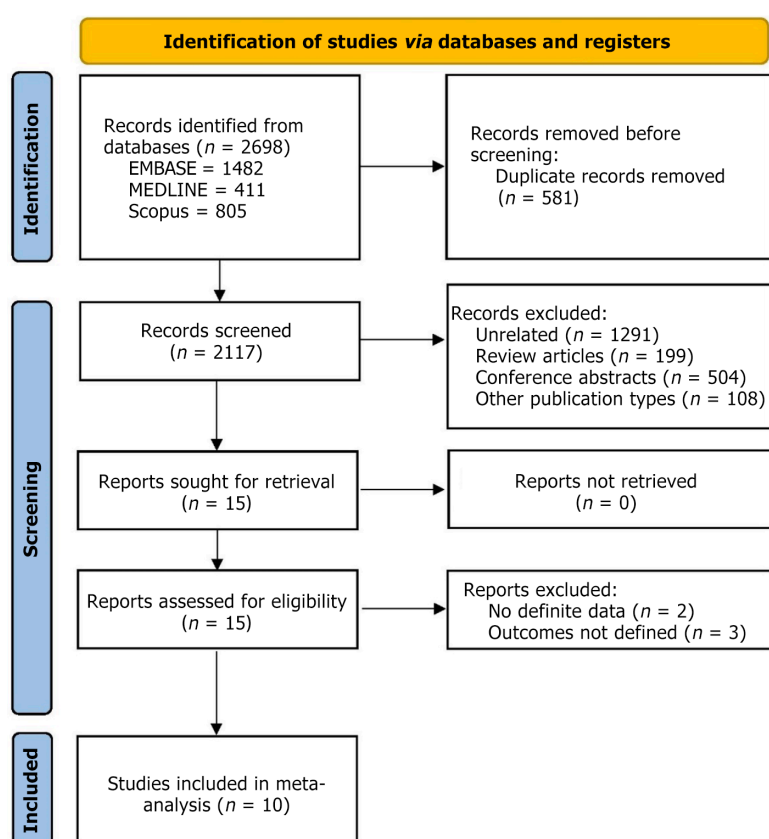 Identification of studies via databases and registers
Identification
Records identified from
databases (n = 2698)
EMBASE = 1482
MEDLINE = 411
Scopus = 805
Records removed before
screening:
Duplicate records removed
(n = 581)
Screening
Records screened
(n = 2117)
Records excluded:
Unrelated (n = 1291)
Review articles (n = 199)
Conference abstracts (n = 504)
Other publication types (n = 108)
Reports sought for retrieval
(n = 15)
Reports not retrieved
(n = 0)
Reports assessed for eligibility
(n = 15)
Reports excluded:
No definite data (n = 2)
Outcomes not defined (n = 3)
Included
Studies included in meta-
analysis (n = 10)